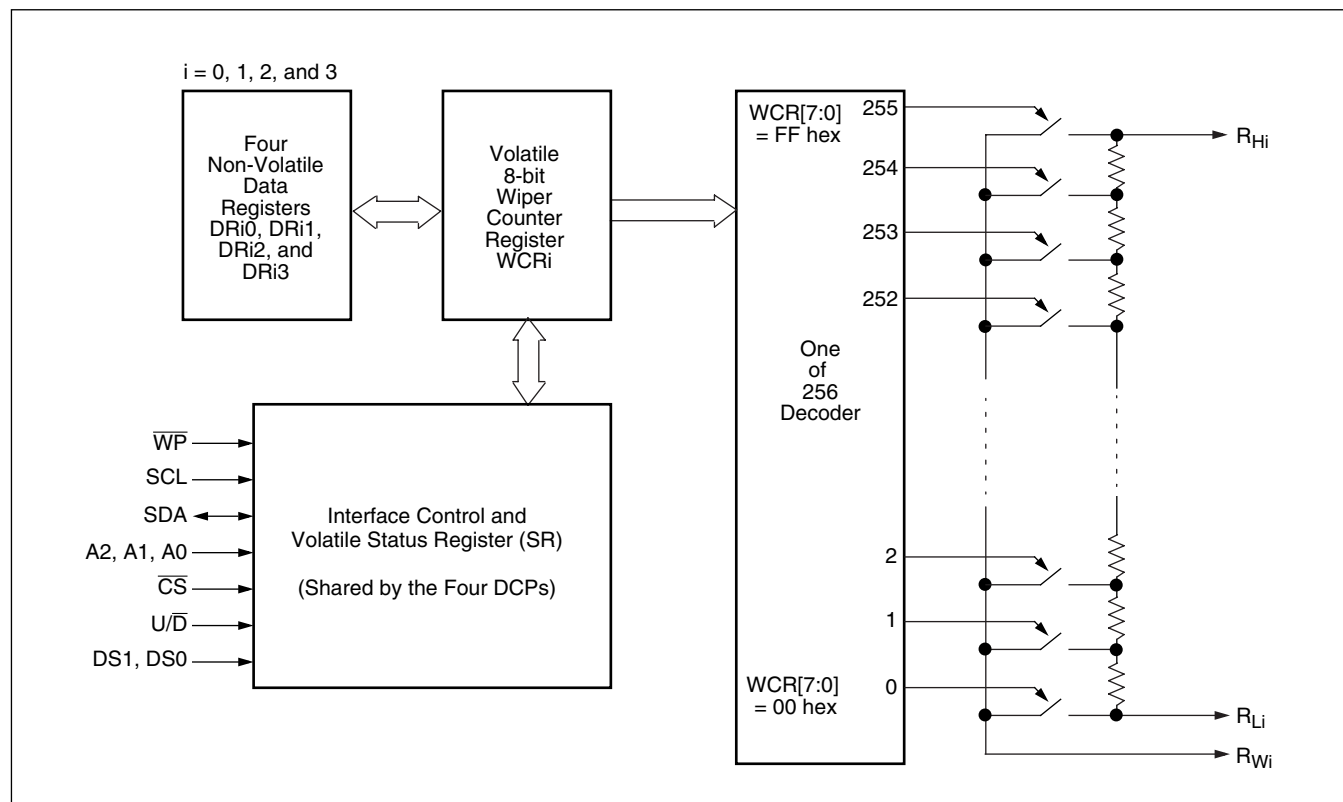 i = 0, 1, 2, and 3
Four
Non-Volatile
Data
Registers
DRi0, DRi1,
DRi2, and
DRi3
Volatile
8-bit
Wiper
Counter
Register
WCRi
WCR[7:0]
= FF hex
255
254
253
252
One
of
256
Decoder
2
1
0
WCR[7:0]
= 00 hex
R_Hi
R_Li
R_Wi
W̅P̅
SCL
SDA
A2, A1, A0
C̅S̅
U/D̅
DS1, DS0
Interface Control and
Volatile Status Register (SR)
(Shared by the Four DCPs)